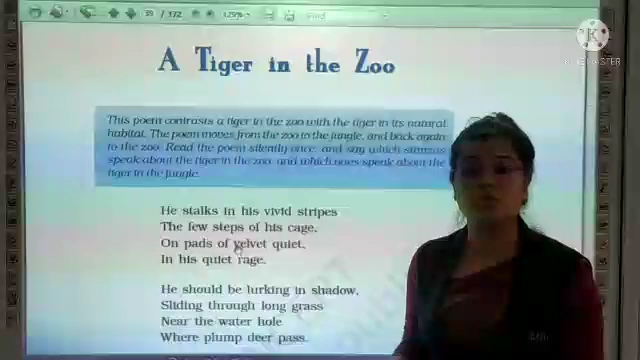 39 / 172
129%
Find
K
KINEMASTER
A Tiger in the Zoo
This poem contrasts a tiger in the zoo with the tiger in its natural
habitat. The poem moves from the zoo to the jungle, and back again
to the zoo. Read the poem silently once, and say which stanzas
speak about the tiger in the zoo, and which ones speak about the
tiger in the jungle.
He stalks in his vivid stripes
The few steps of his cage,
On pads of velvet quiet,
In his quiet rage.
He should be lurking in shadow,
Sliding through long grass
Near the water hole
Where plump deer pass.